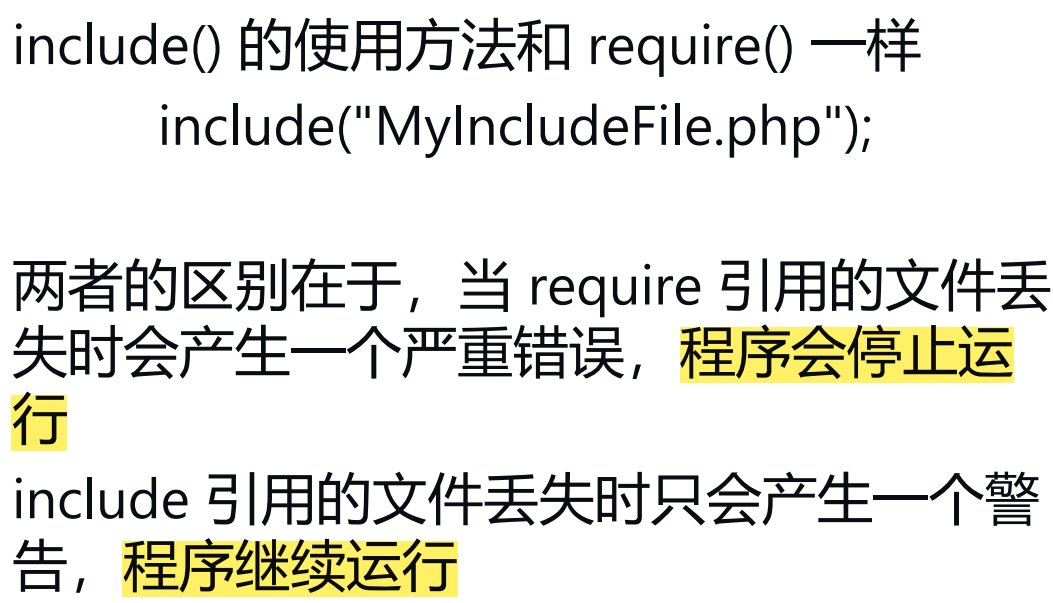 include() 的使用方法和 require() 一样
include("MyIncludeFile.php");
两者的区别在于，当 require 引用的文件丢
失时会产生一个严重错误，程序会停止运
行
include 引用的文件丢失时只会产生一个警
告，程序继续运行